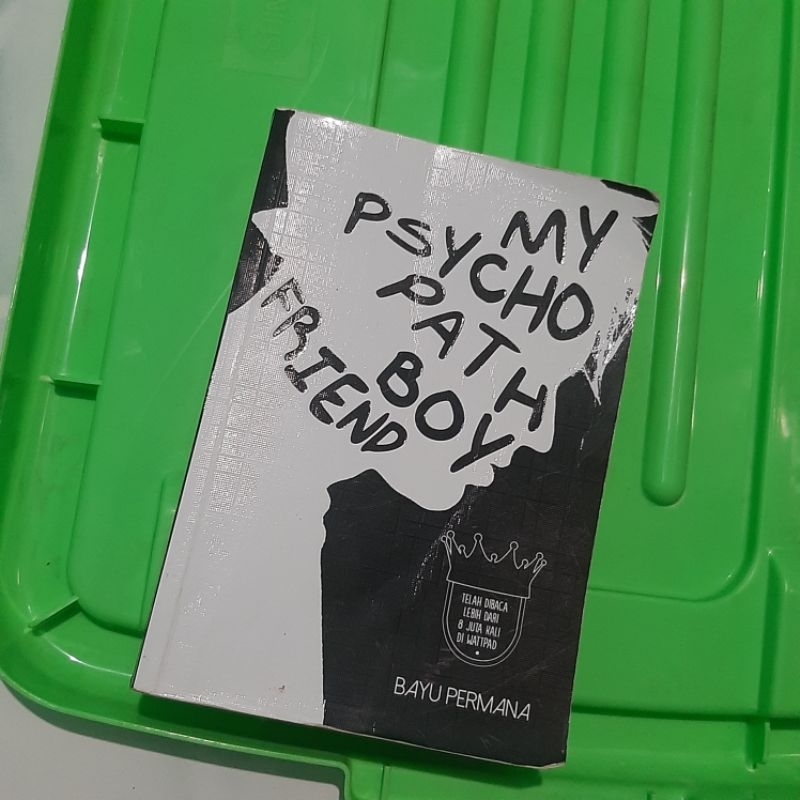 MY
PSYCHO
PATH
BOY
FRIEND
TELAH DIBACA
LEBIH DARI
8 JUTA KALI
DI WATTPAD
BAYU PERMANA